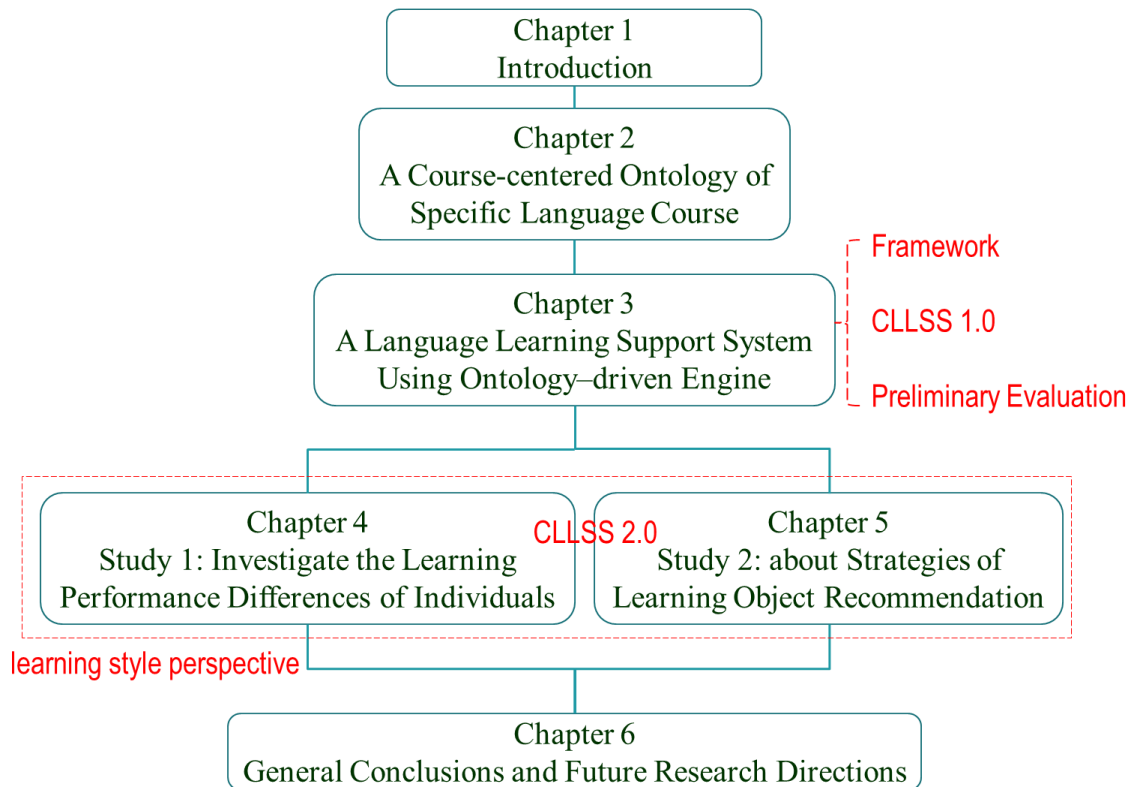 Chapter 1
Introduction
Chapter 2
A Course-centered Ontology of
Specific Language Course
Chapter 3
A Language Learning Support System
Using Ontology–driven Engine
Framework
CLLSS 1.0
Preliminary Evaluation
Chapter 4
Study 1: Investigate the Learning
Performance Differences of Individuals
CLLSS 2.0
Chapter 5
Study 2: about Strategies of
Learning Object Recommendation
learning style perspective
Chapter 6
General Conclusions and Future Research Directions